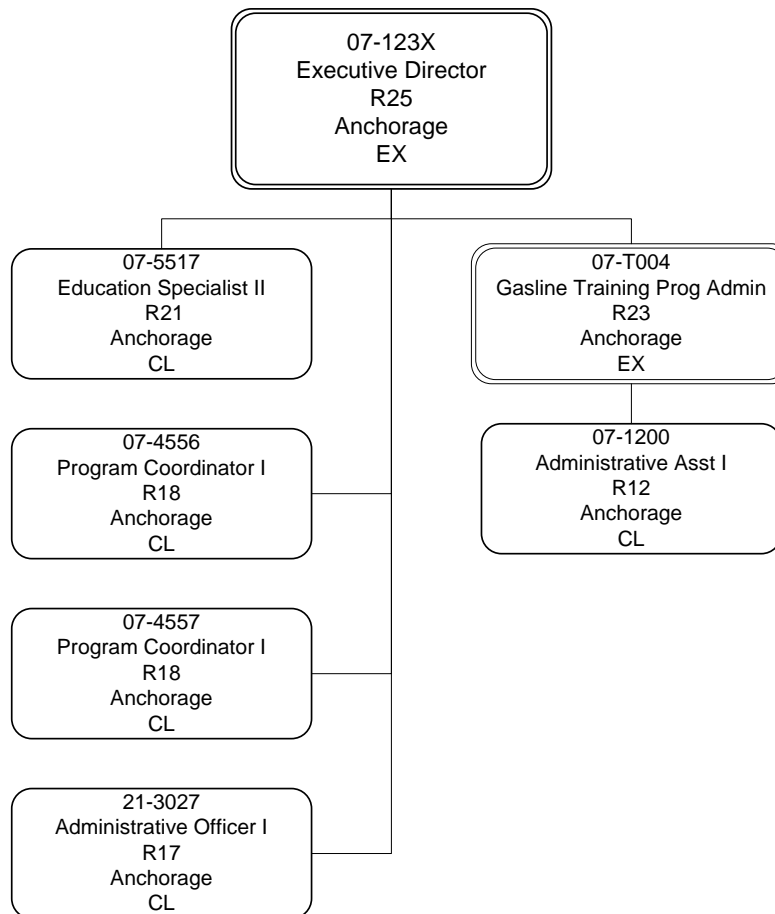 07-123X
Executive Director
R25
Anchorage
EX
07-5517
Education Specialist II
R21
Anchorage
CL
07-T004
Gasline Training Prog Admin
R23
Anchorage
EX
07-4556
Program Coordinator I
R18
Anchorage
CL
07-1200
Administrative Asst I
R12
Anchorage
CL
07-4557
Program Coordinator I
R18
Anchorage
CL
21-3027
Administrative Officer I
R17
Anchorage
CL